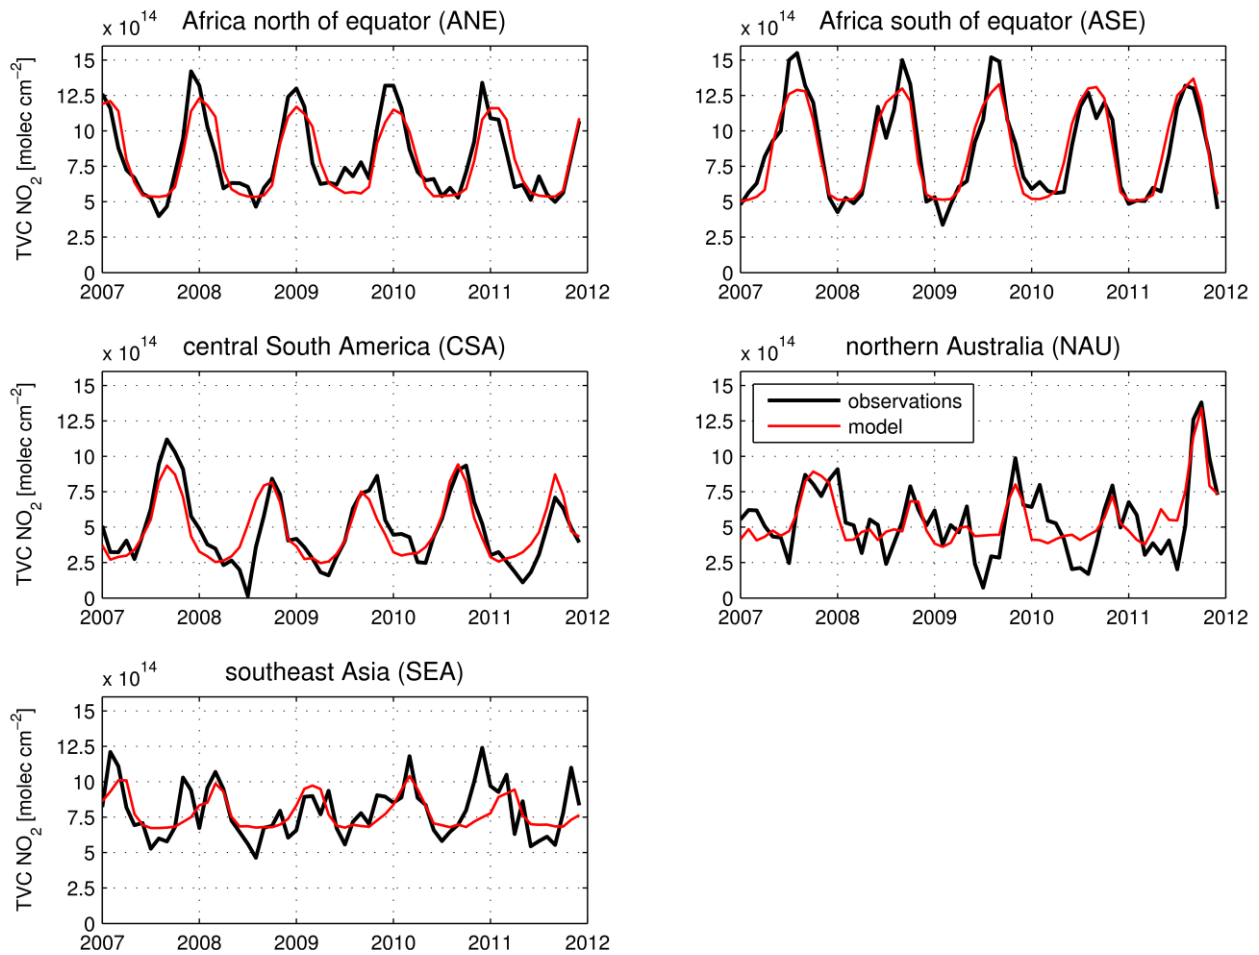 Africa north of equator (ANE)
x 10^14
TVC NO2 [molec cm−2]
15
12.5
10
7.5
5
2.5
0
2007 2008 2009 2010 2011 2012
Africa south of equator (ASE)
x 10^14
15
12.5
10
7.5
5
2.5
0
2007 2008 2009 2010 2011 2012
central South America (CSA)
x 10^14
TVC NO2 [molec cm−2]
15
12.5
10
7.5
5
2.5
0
2007 2008 2009 2010 2011 2012
northern Australia (NAU)
x 10^14
15
12.5
10
7.5
5
2.5
0
observations
model
2007 2008 2009 2010 2011 2012
southeast Asia (SEA)
x 10^14
TVC NO2 [molec cm−2]
15
12.5
10
7.5
5
2.5
0
2007 2008 2009 2010 2011 2012